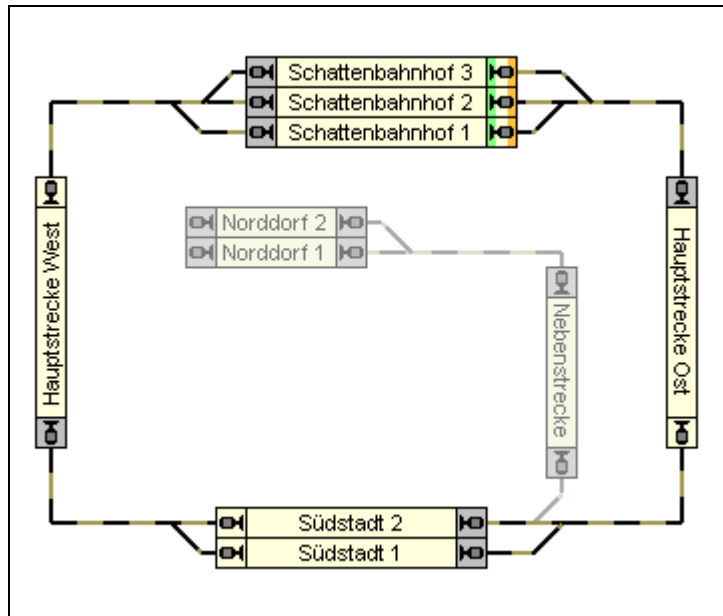 Schattenbahnhof 3
Schattenbahnhof 2
Schattenbahnhof 1
Norddorf 2
Norddorf 1
Hauptstrecke West
Hauptstrecke Ost
Nebenstrecke
Südstadt 2
Südstadt 1